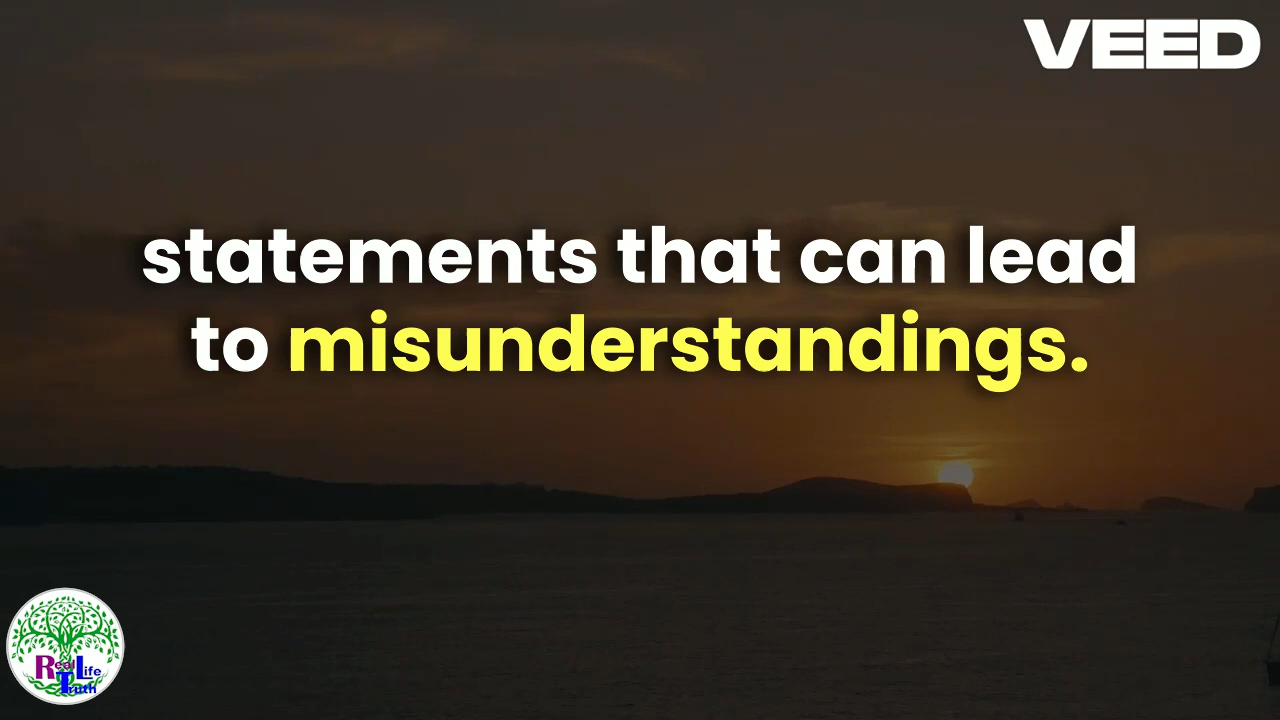 VEED
statements that can lead
to misunderstandings.
Real Life
Truth